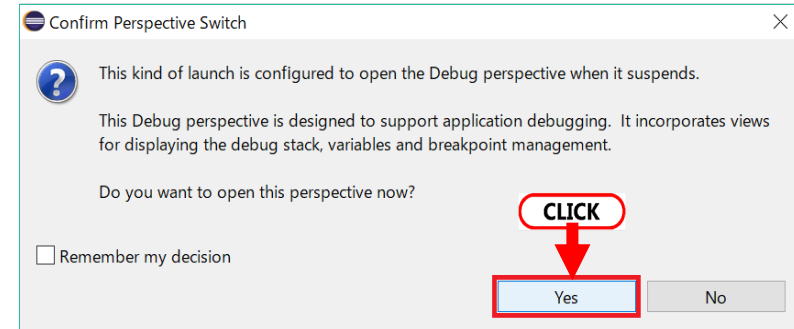 Confirm Perspective Switch
This kind of launch is configured to open the Debug perspective when it suspends.
This Debug perspective is designed to support application debugging.  It incorporates views
for displaying the debug stack, variables and breakpoint management.
Do you want to open this perspective now?
CLICK
Remember my decision
Yes No